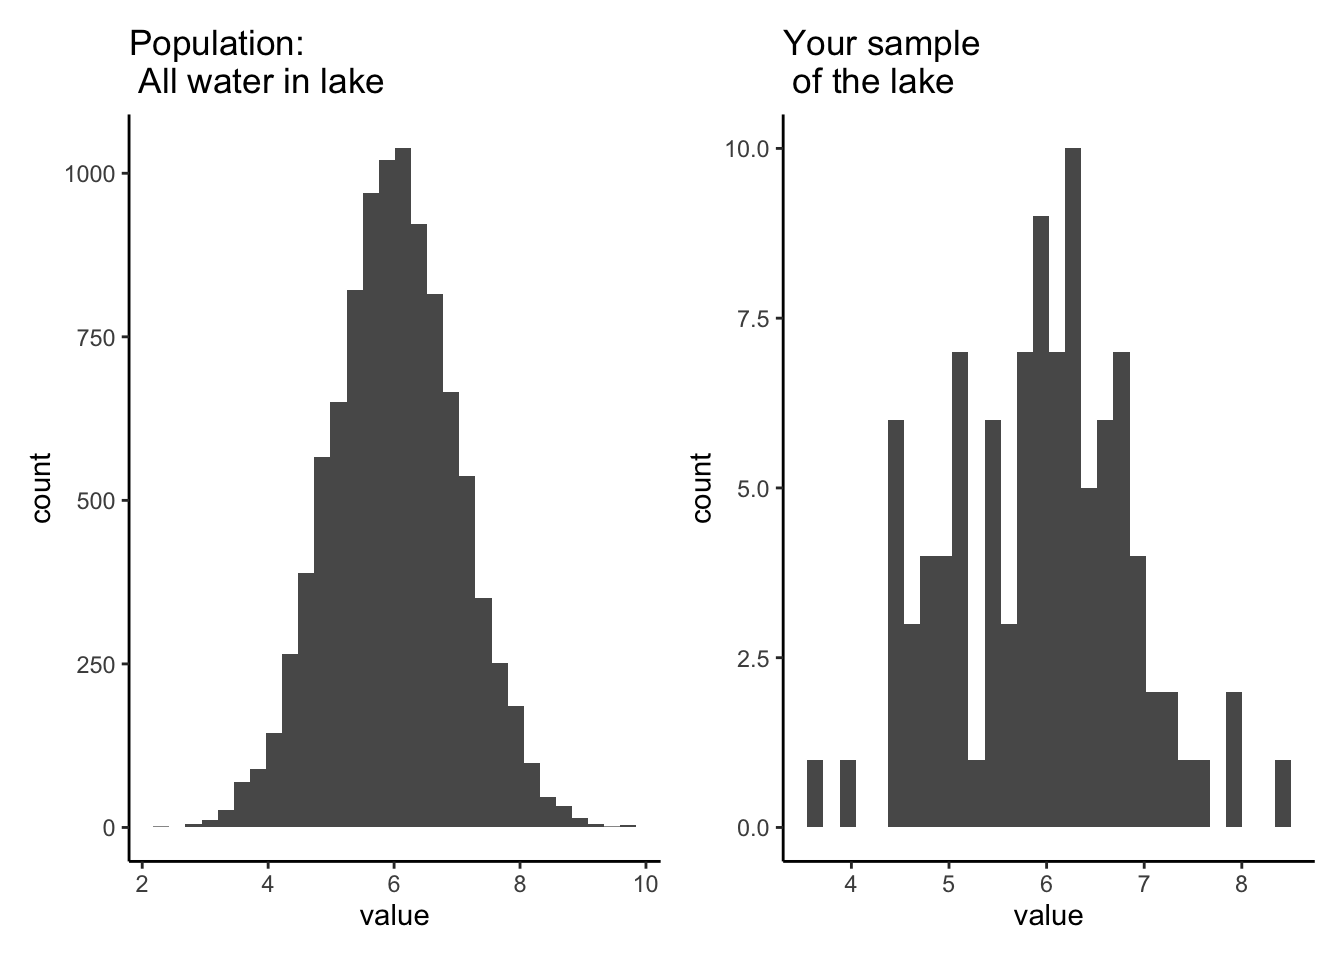 Population:
All water in lake
count
1000
750
500
250
0
2 4 6 8 10
value
Your sample
of the lake
count
10.0
7.5
5.0
2.5
0.0
4 5 6 7 8
value